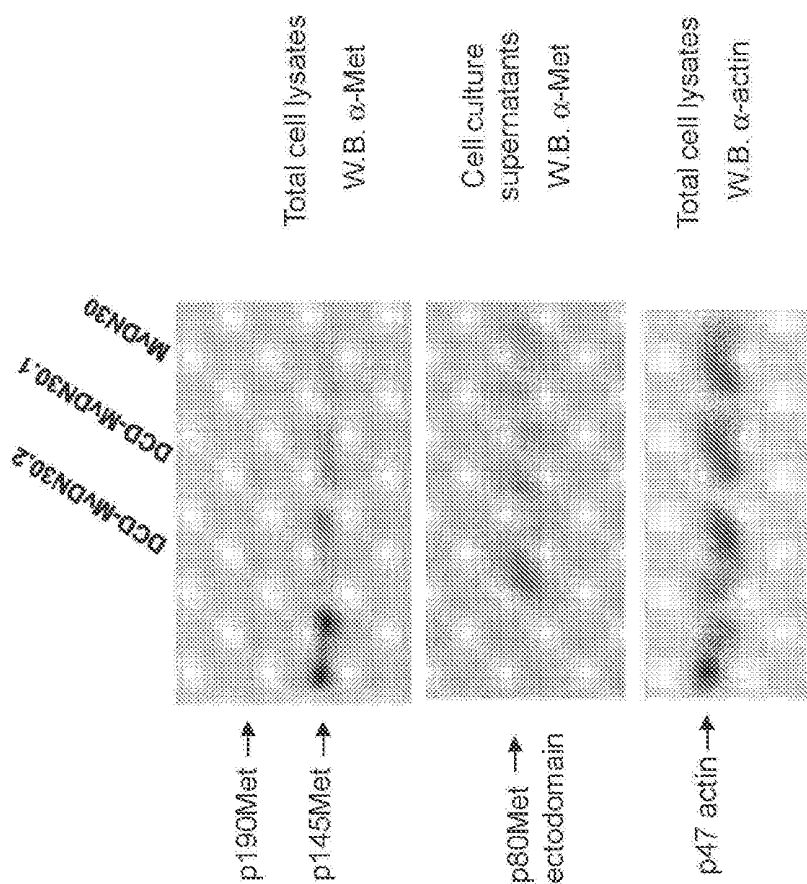 DCD-MvDN30.2
DCD-MvDN30.1
MvDN30
p190Met →
p145Met →
Total cell lysates
W.B. α-Met
p80Met →
ectodomain
Cell culture
supernatants
W.B. α-Met
p47 actin →
Total cell lysates
W.B. α-actin